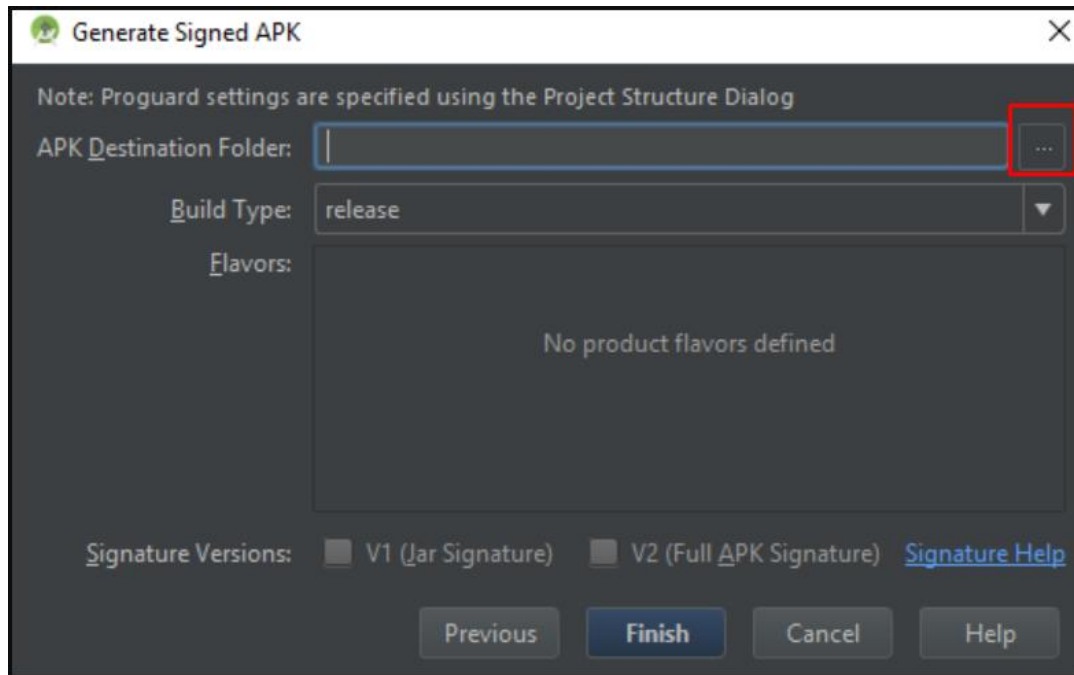 Generate Signed APK
Note: Proguard settings are specified using the Project Structure Dialog
APK Destination Folder:
...
Build Type: release
Flavors:
No product flavors defined
Signature Versions: V1 (Jar Signature) V2 (Full APK Signature) Signature Help
Previous Finish Cancel Help